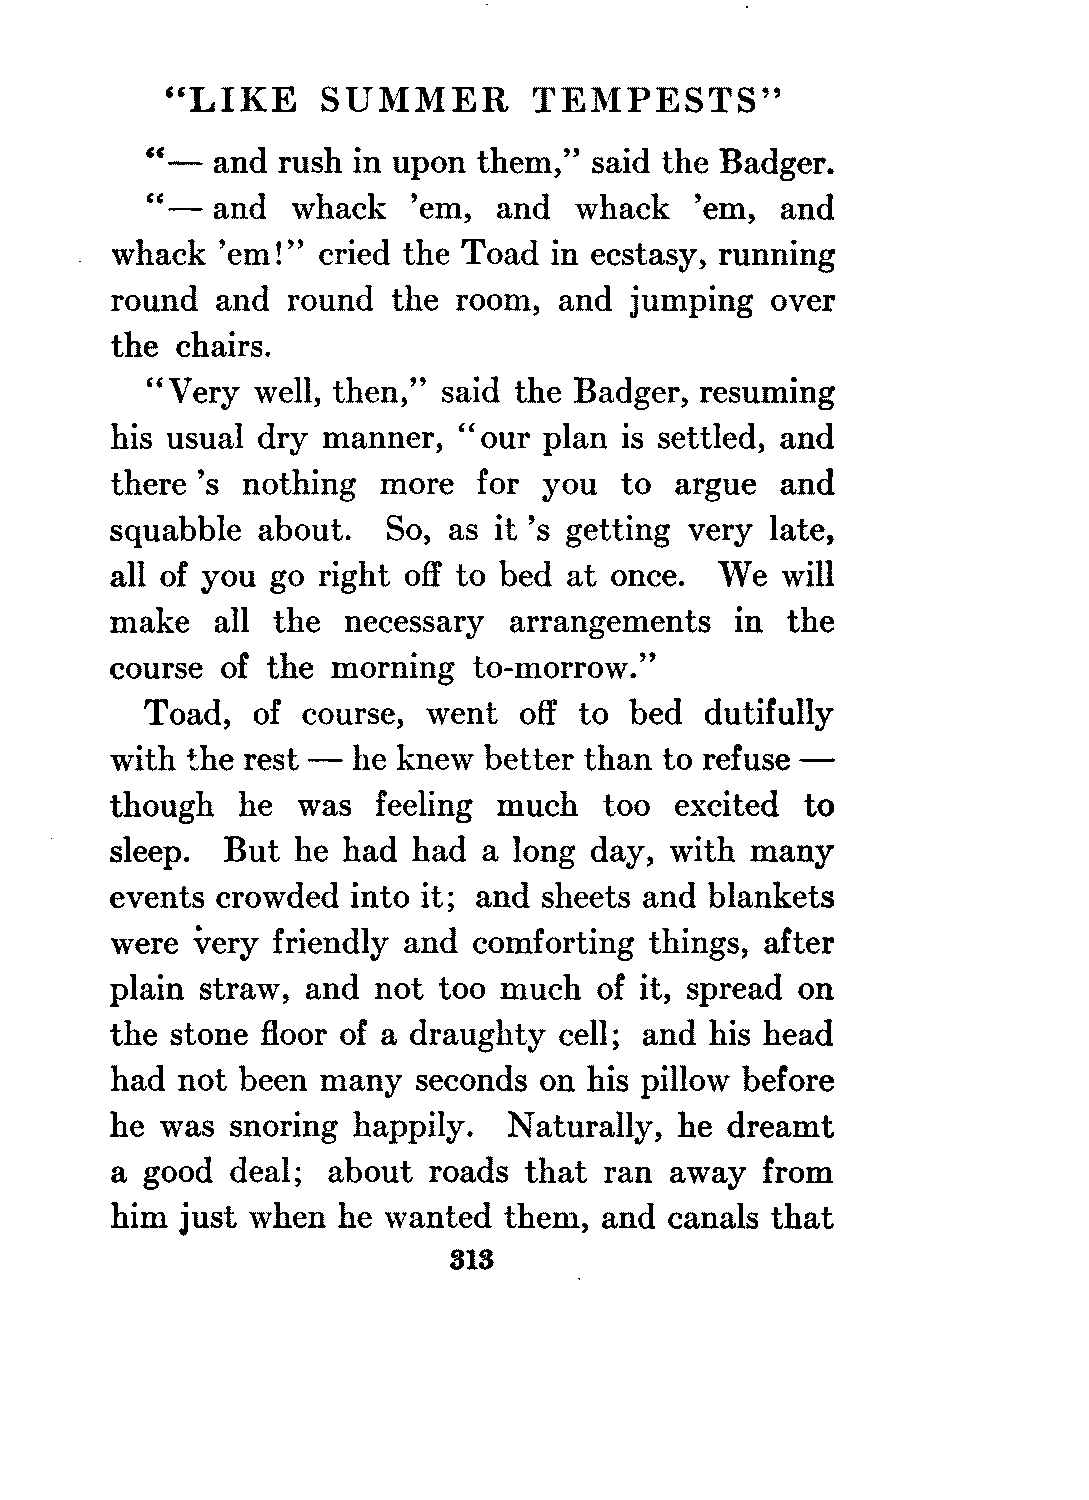 “LIKE SUMMER TEMPESTS”
“— and rush in upon them,” said the Badger.
“— and whack ’em, and whack ’em, and
whack ’em!” cried the Toad in ecstasy, running
round and round the room, and jumping over
the chairs.
“Very well, then,” said the Badger, resuming
his usual dry manner, “our plan is settled, and
there ’s nothing more for you to argue and
squabble about. So, as it ’s getting very late,
all of you go right off to bed at once. We will
make all the necessary arrangements in the
course of the morning to-morrow.”
Toad, of course, went off to bed dutifully
with the rest — he knew better than to refuse —
though he was feeling much too excited to
sleep. But he had had a long day, with many
events crowded into it; and sheets and blankets
were very friendly and comforting things, after
plain straw, and not too much of it, spread on
the stone floor of a draughty cell; and his head
had not been many seconds on his pillow before
he was snoring happily. Naturally, he dreamt
a good deal; about roads that ran away from
him just when he wanted them, and canals that
313